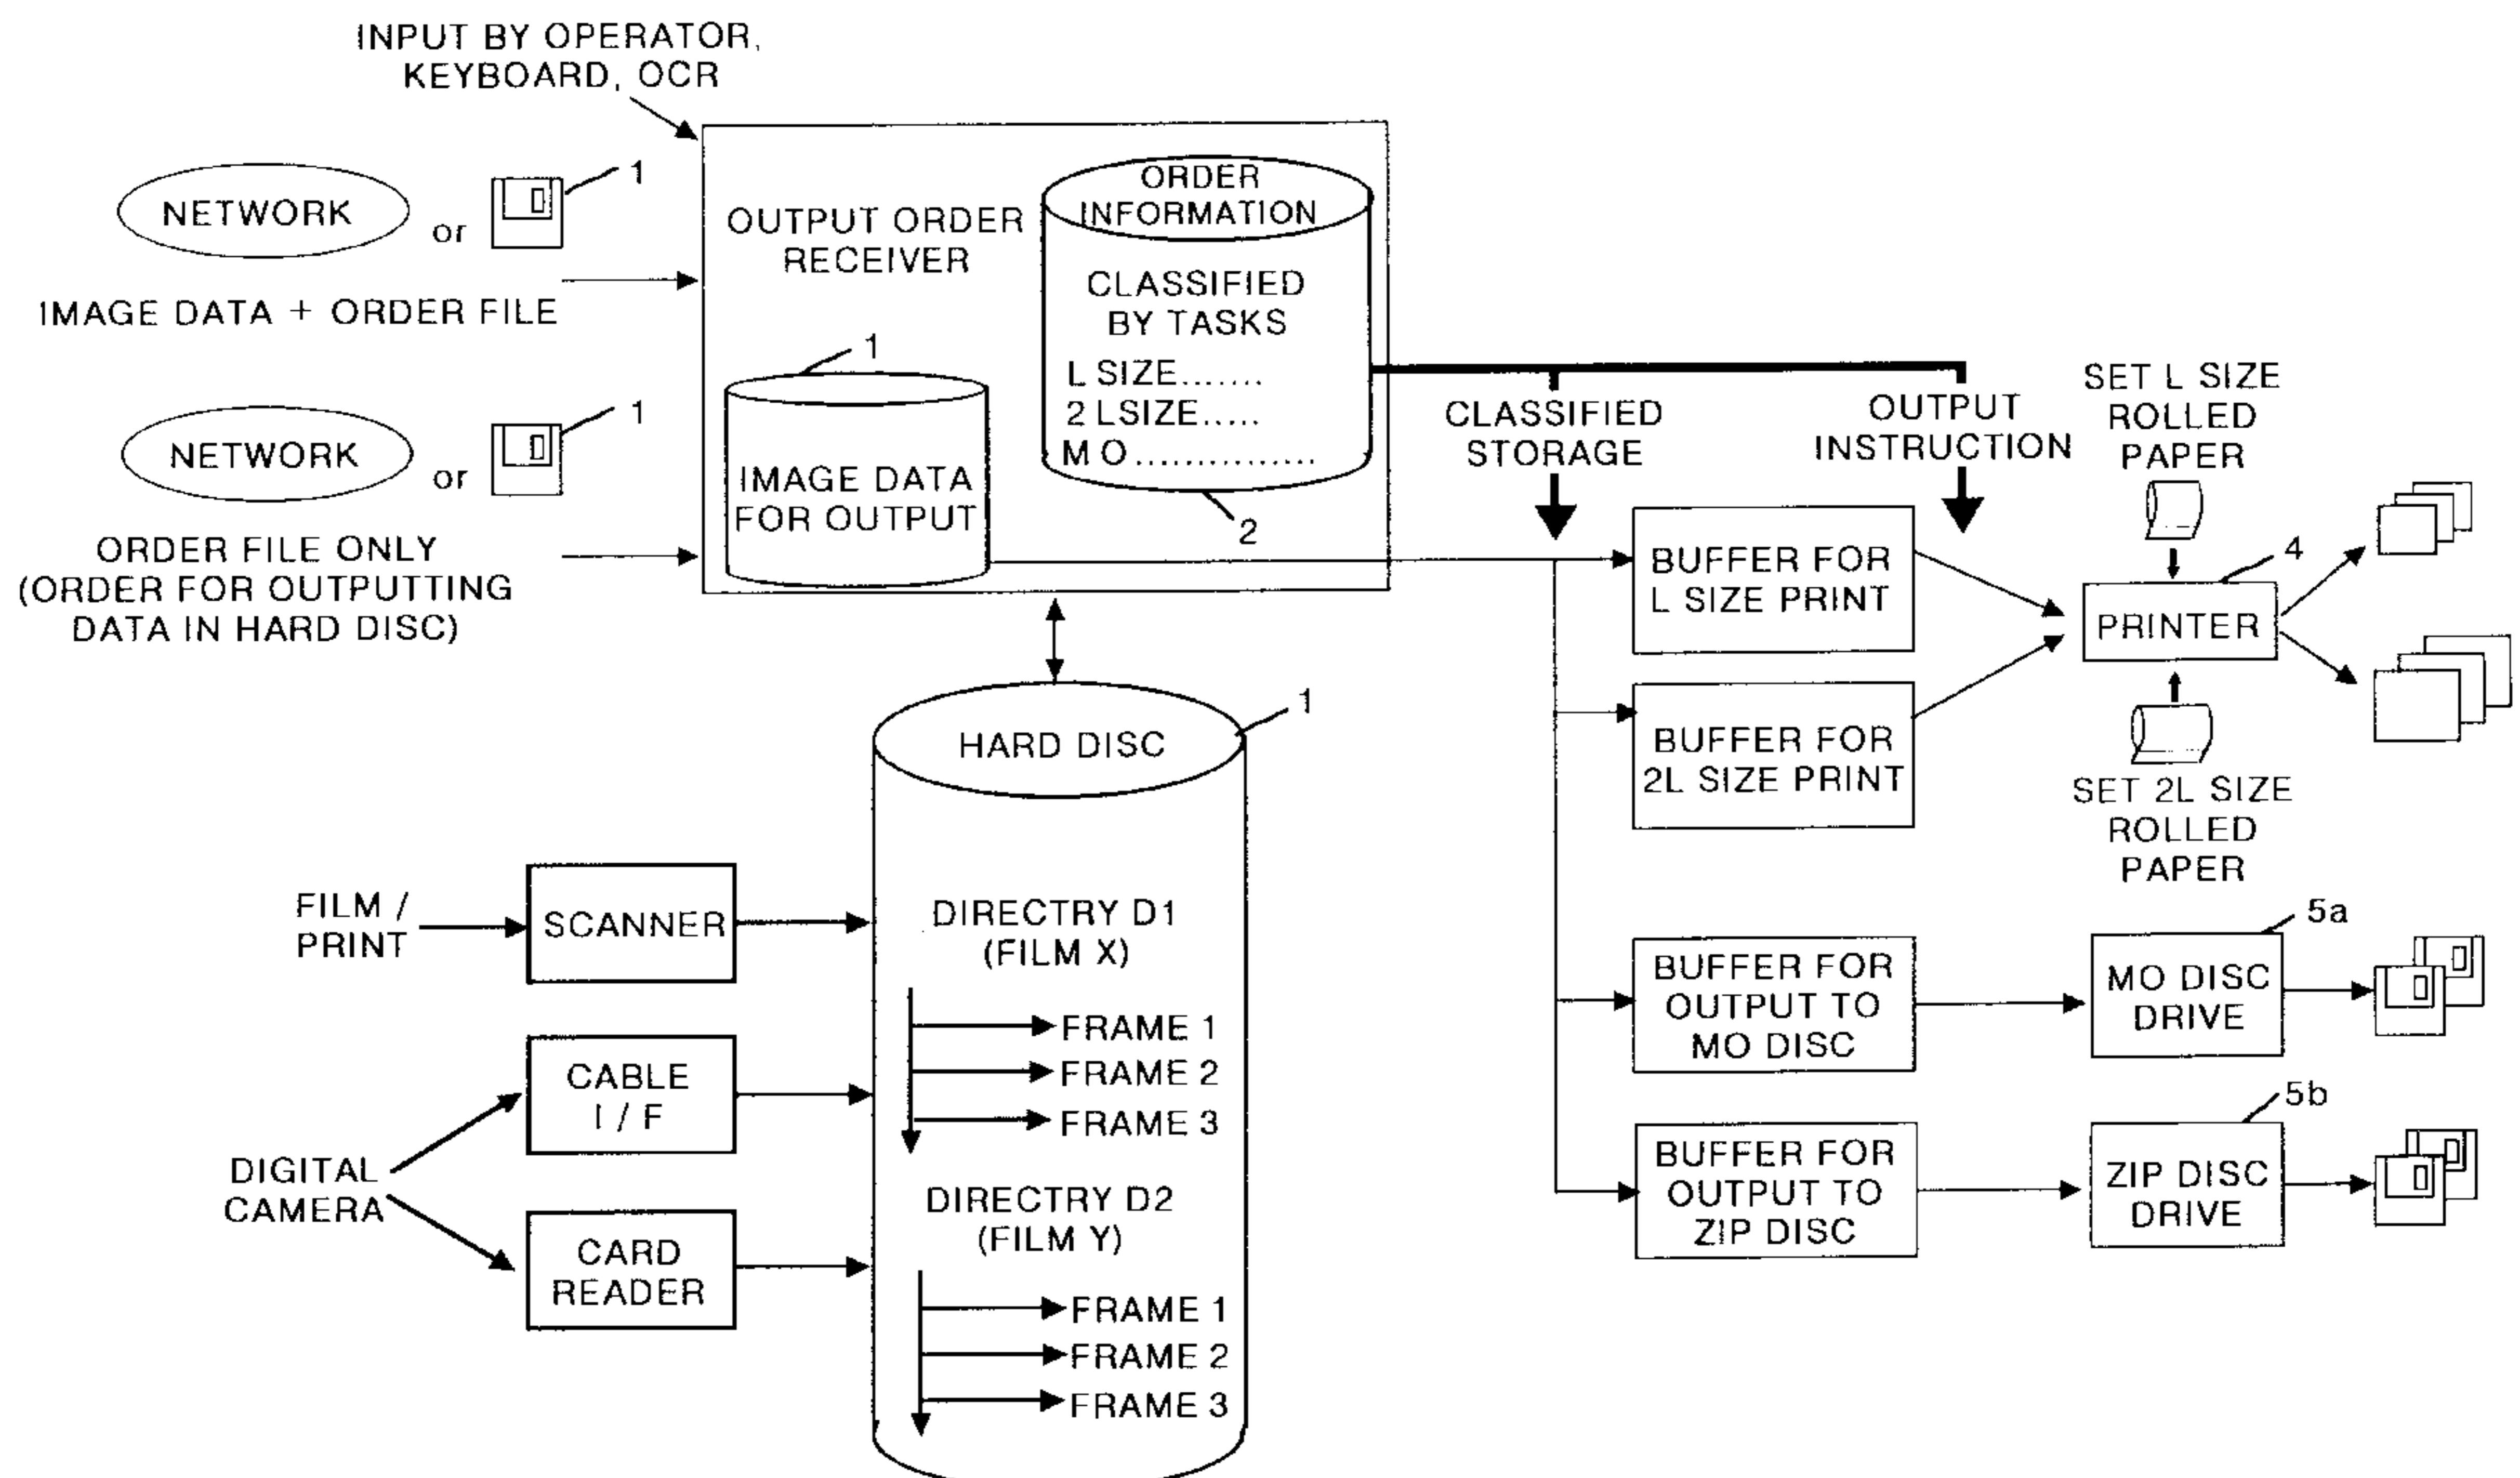 INPUT BY OPERATOR,
KEYBOARD, OCR
NETWORK
or
1
IMAGE DATA + ORDER FILE
NETWORK
or
1
ORDER FILE ONLY
(ORDER FOR OUTPUTTING
DATA IN HARD DISC)
OUTPUT ORDER
RECEIVER
ORDER
INFORMATION
CLASSIFIED
BY TASKS
L SIZE.......
2 LSIZE.....
M O...............
2
1
IMAGE DATA
FOR OUTPUT
CLASSIFIED
STORAGE
OUTPUT
INSTRUCTION
SET L SIZE
ROLLED
PAPER
BUFFER FOR
L SIZE PRINT
4
PRINTER
BUFFER FOR
2L SIZE PRINT
SET 2L SIZE
ROLLED
PAPER
HARD DISC
1
FILM /
PRINT
SCANNER
DIGITAL
CAMERA
CABLE
I / F
CARD
READER
DIRECTRY D1
(FILM X)
FRAME 1
FRAME 2
FRAME 3
DIRECTRY D2
(FILM Y)
FRAME 1
FRAME 2
FRAME 3
BUFFER FOR
OUTPUT TO
MO DISC
5a
MO DISC
DRIVE
BUFFER FOR
OUTPUT TO
ZIP DISC
5b
ZIP DISC
DRIVE